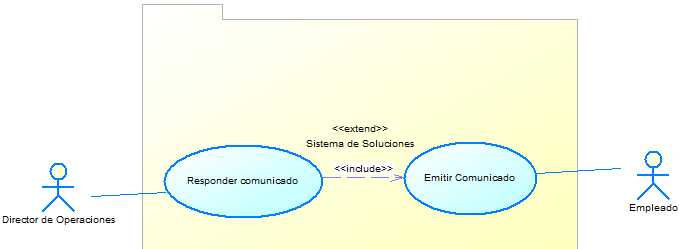 <<extend>>
Sistema de Soluciones
<<include>>
Responder comunicado
Emitir Comunicado
Director de Operaciones
Empleado